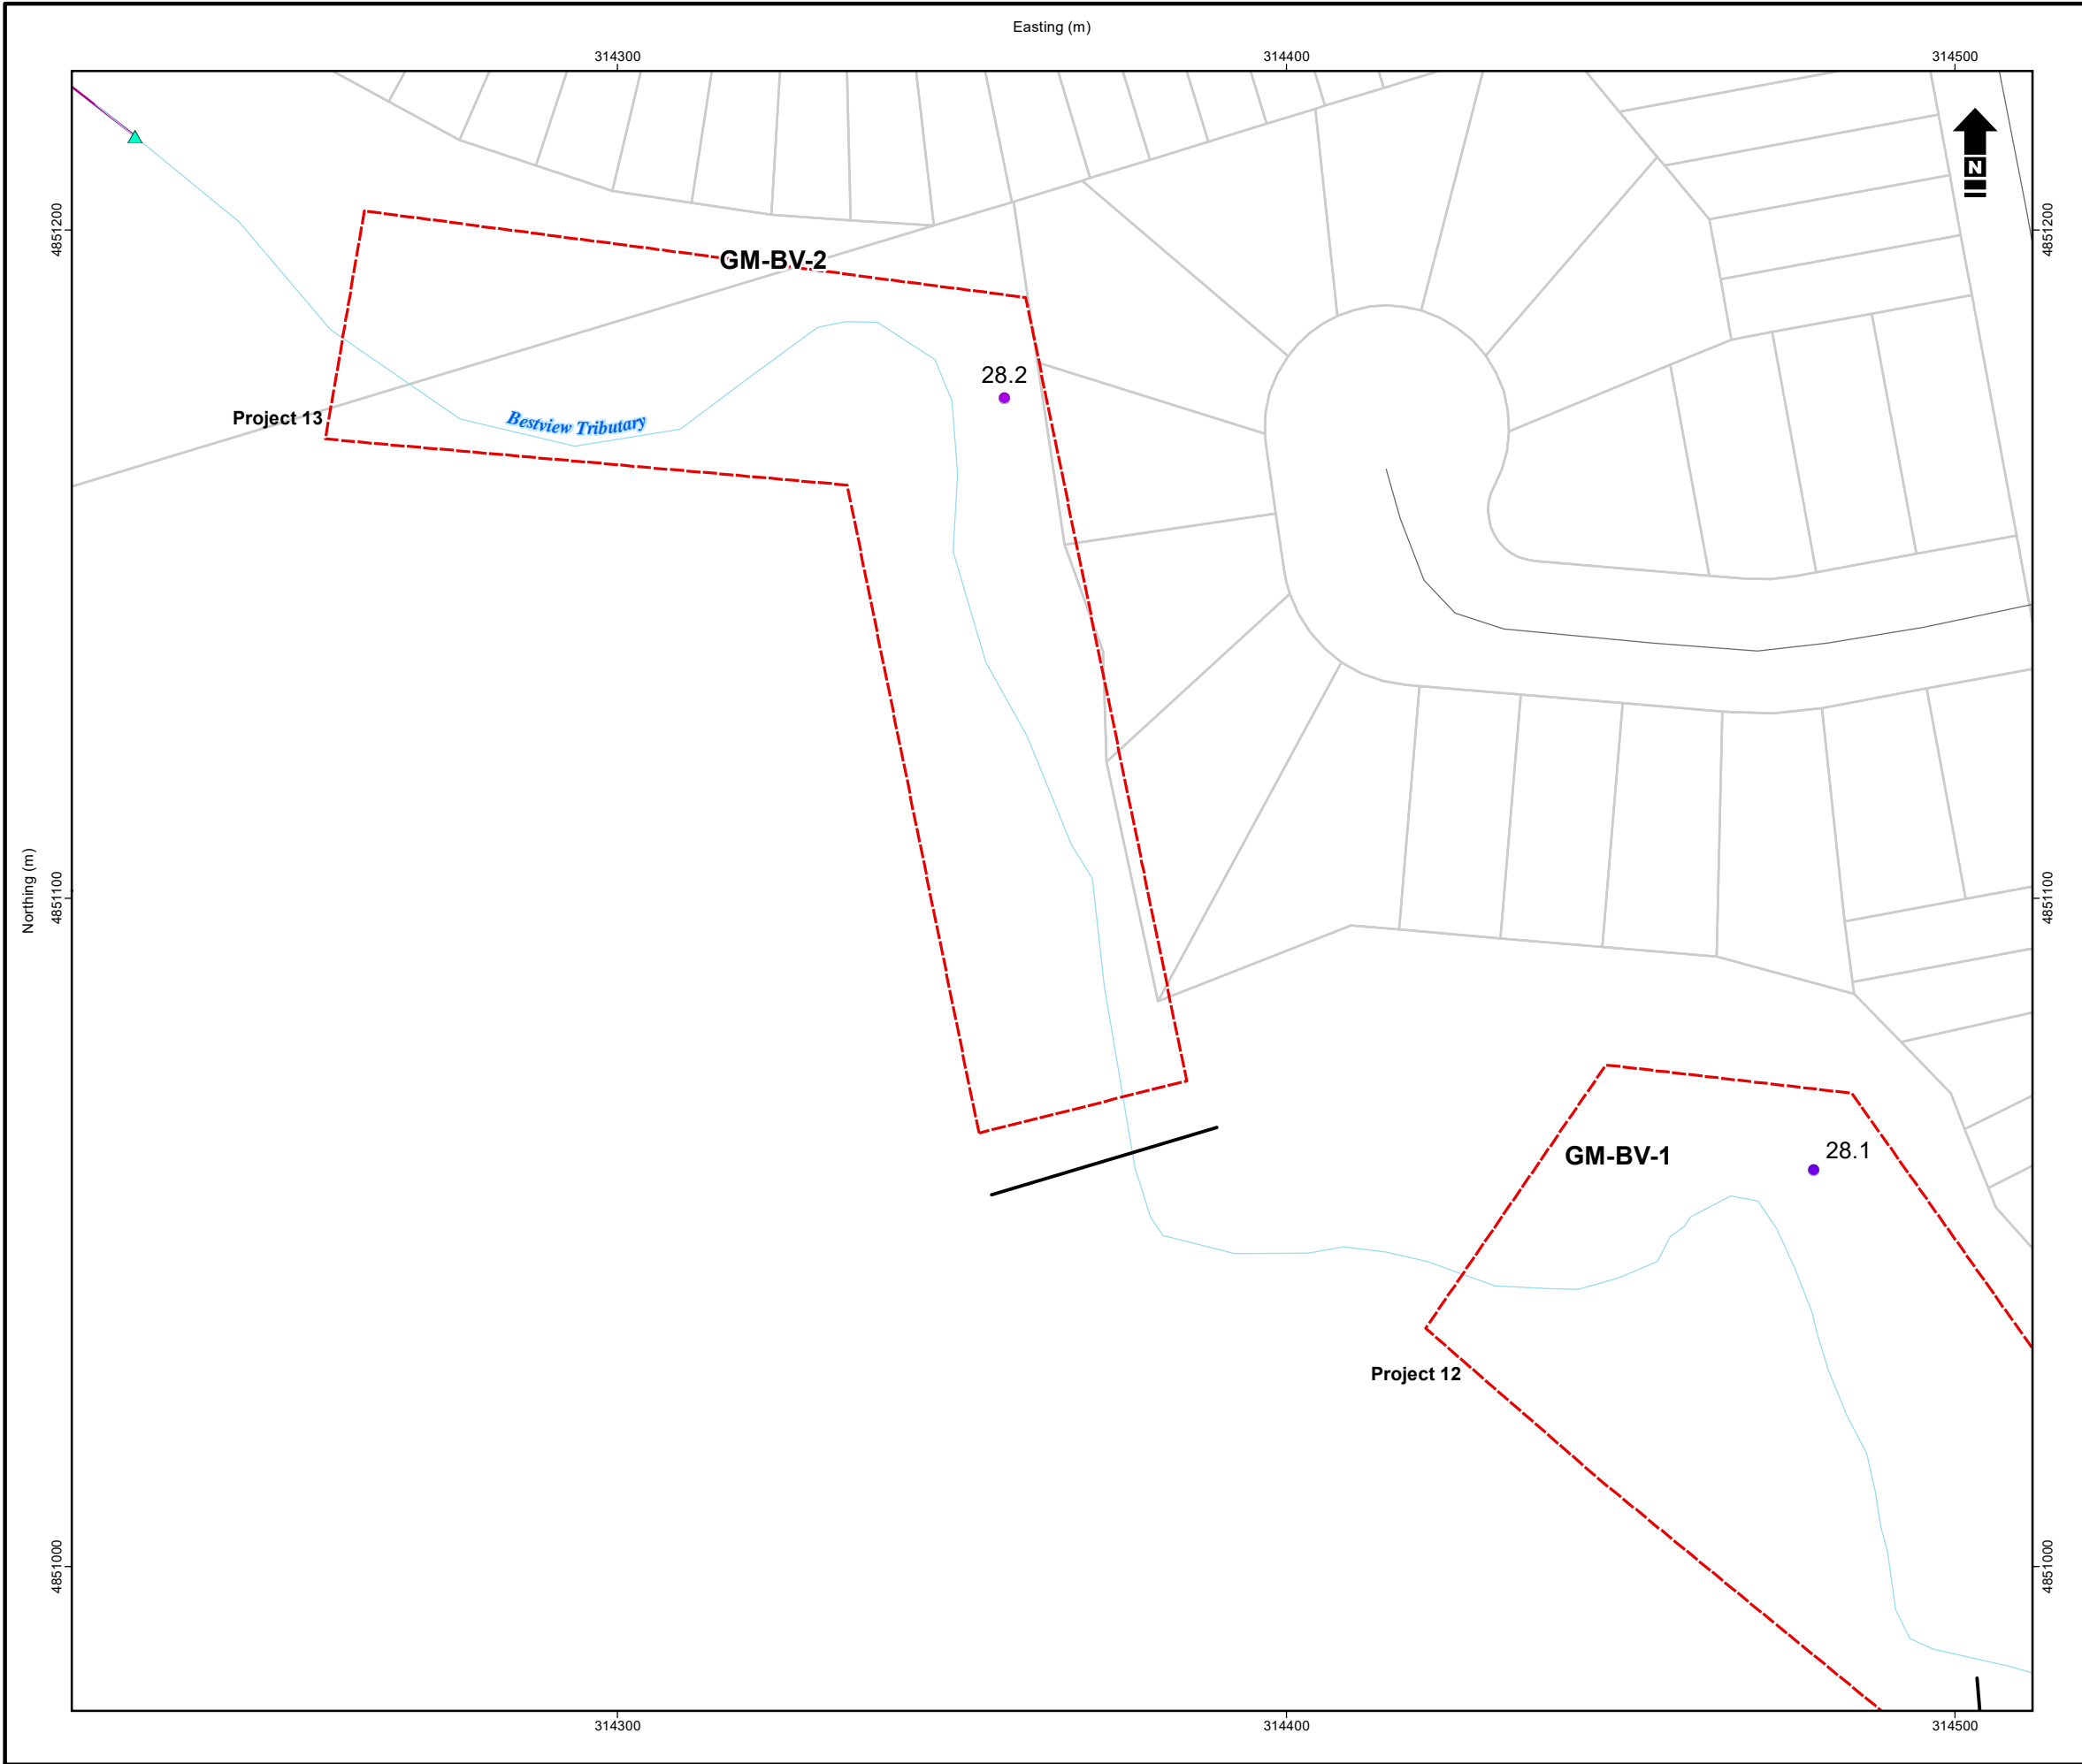 Easting (m)
314300
314400
314500
4851200
4851200
N
GM-BV-2
28.2
Project 13
Bestview Tributary
Northing (m)
4851100
4851100
GM-BV-1
28.1
Project 12
4851000
4851000
314300
314400
314500